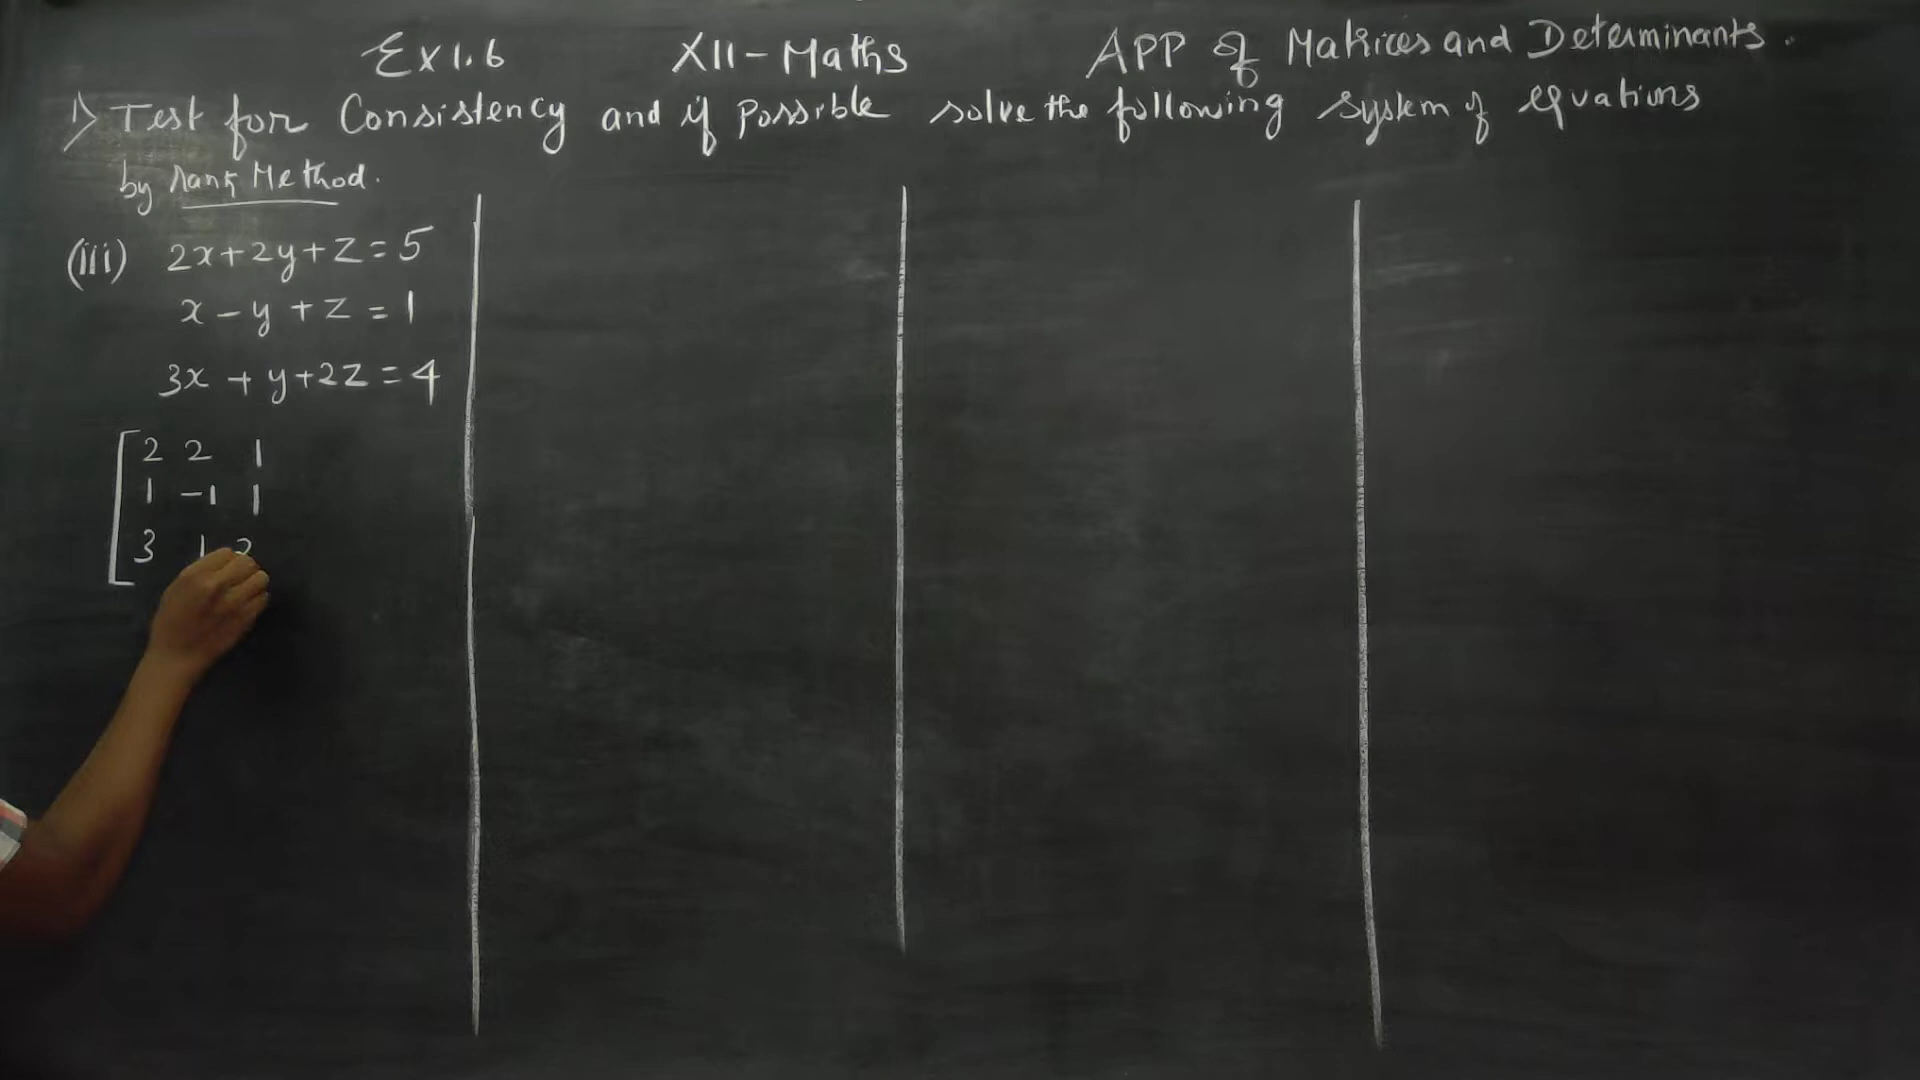 Ex 1.6 XII-Maths APP of Matrices and Determinants.
1) Test for Consistency and if possible solve the following system of equations
by Rank Method.
(iii) 2x+2y+z=5
x-y+z=1
3x+y+2z=4
2 2 1
1 -1 1
3 1 2